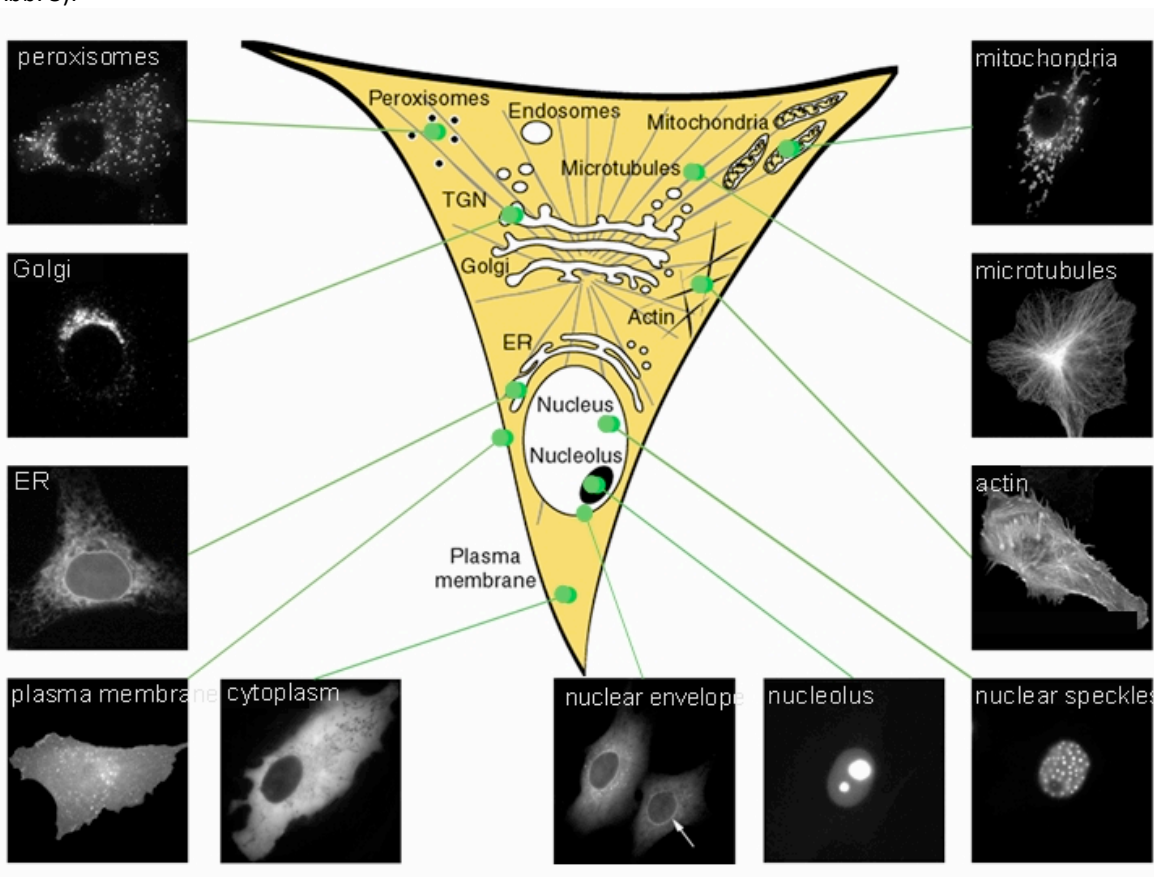 peroxisomes
mitochondria
Peroxisomes
Endosomes
Mitochondria
Microtubules
TGN
Golgi
Golgi
microtubules
Actin
ER
ER
Nucleus
Nucleolus
actin
Plasma
membrane
plasma membrane
cytoplasm
nuclear envelope
nucleolus
nuclear speckles